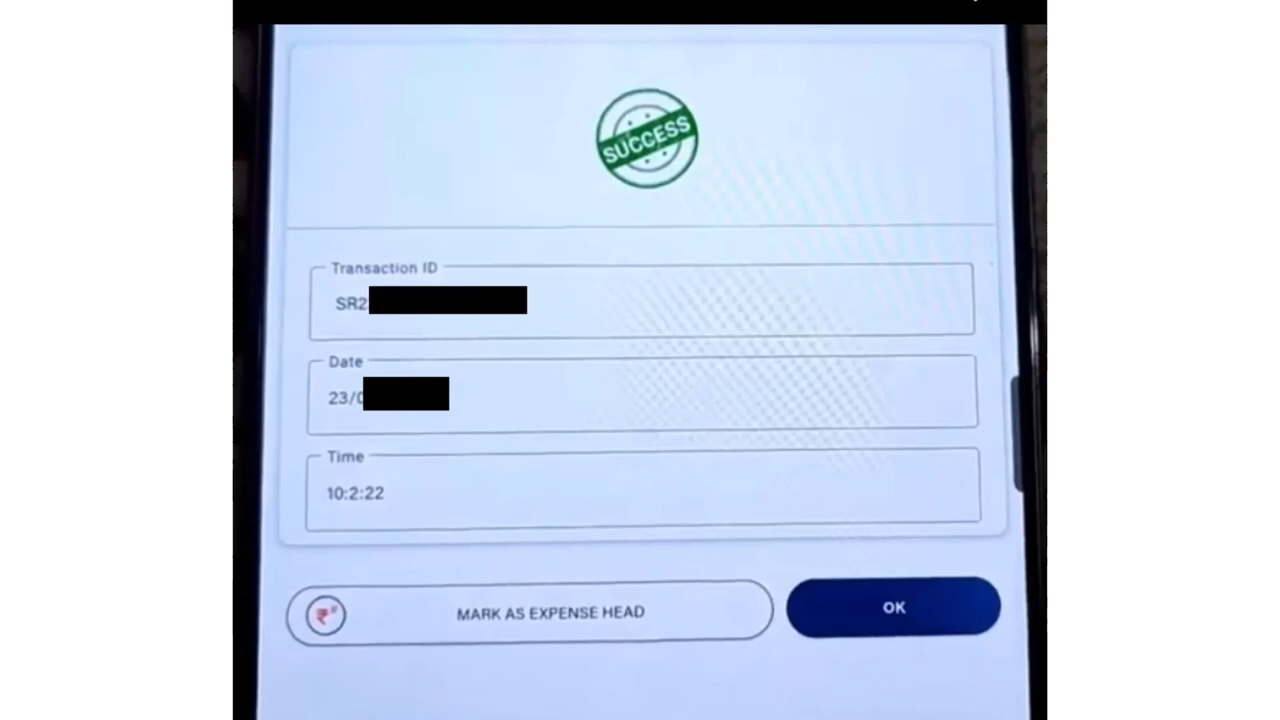 SUCCESS
Transaction ID
SR2
Date
23/0
Time
10:2:22
₹
MARK AS EXPENSE HEAD
OK